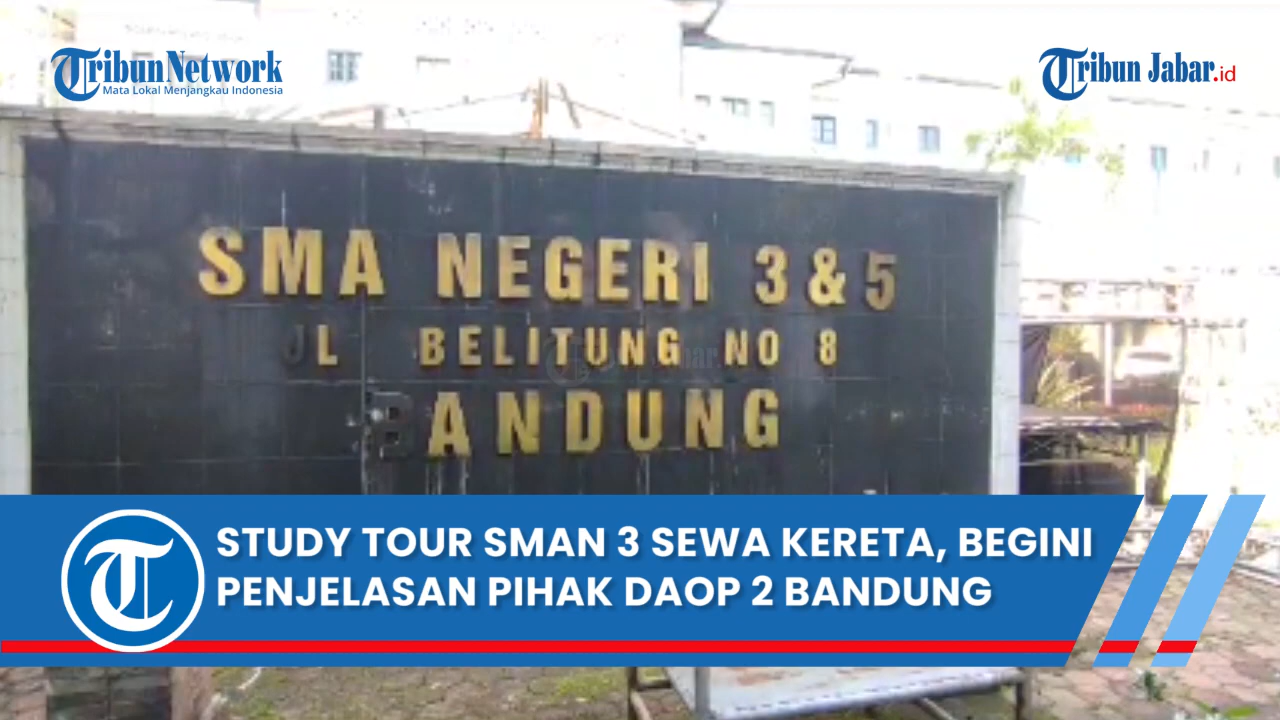 TribunNetwork
Mata Lokal Menjangkau Indonesia
Tribun Jabar.id
SMA NEGERI 3 & 5
JL BELITUNG NO 8
BANDUNG
STUDY TOUR SMAN 3 SEWA KERETA, BEGINI
PENJELASAN PIHAK DAOP 2 BANDUNG